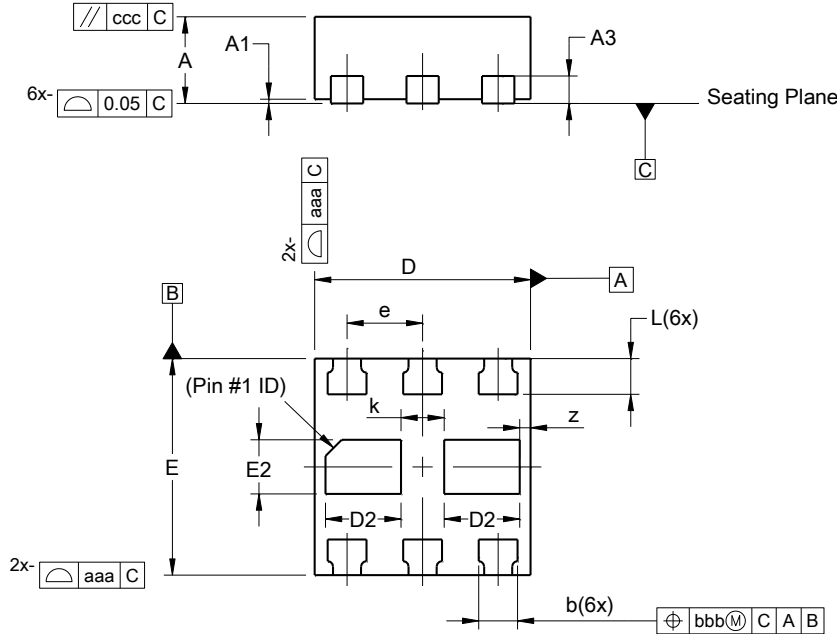 // ccc C
A
A1
A3
6x- ⌓ 0.05 C
Seating Plane
C
2x- ⌓ aaa C
D
A
B
e
L(6x)
(Pin #1 ID)
k
z
E
E2
D2
D2
2x- ⌓ aaa C
b(6x)
⌖ bbbⓂ C A B